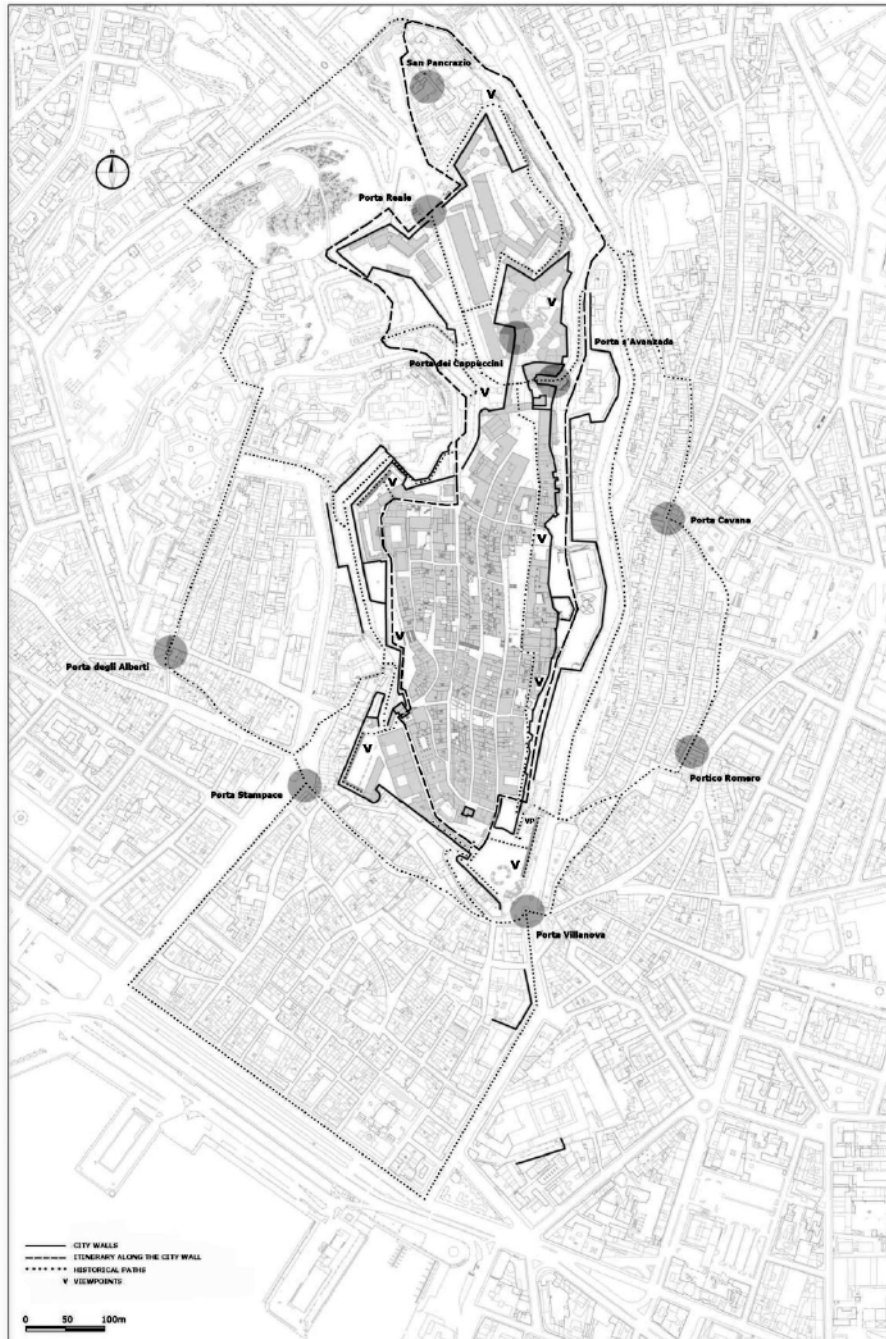 San Pancrazio
V
N
Porta Reale
V
Porta s'Avanzada
Porta dei Cappuccini
V
V
Porta Cavana
V
V
Porta degli Alberti
V
V
Porta Stampace
Portico Romero
VP
V
Porta Villanova
CITY WALLS
ITINERARY ALONG THE CITY WALL
HISTORICAL PATHS
V VIEWPOINTS
0 50 100m